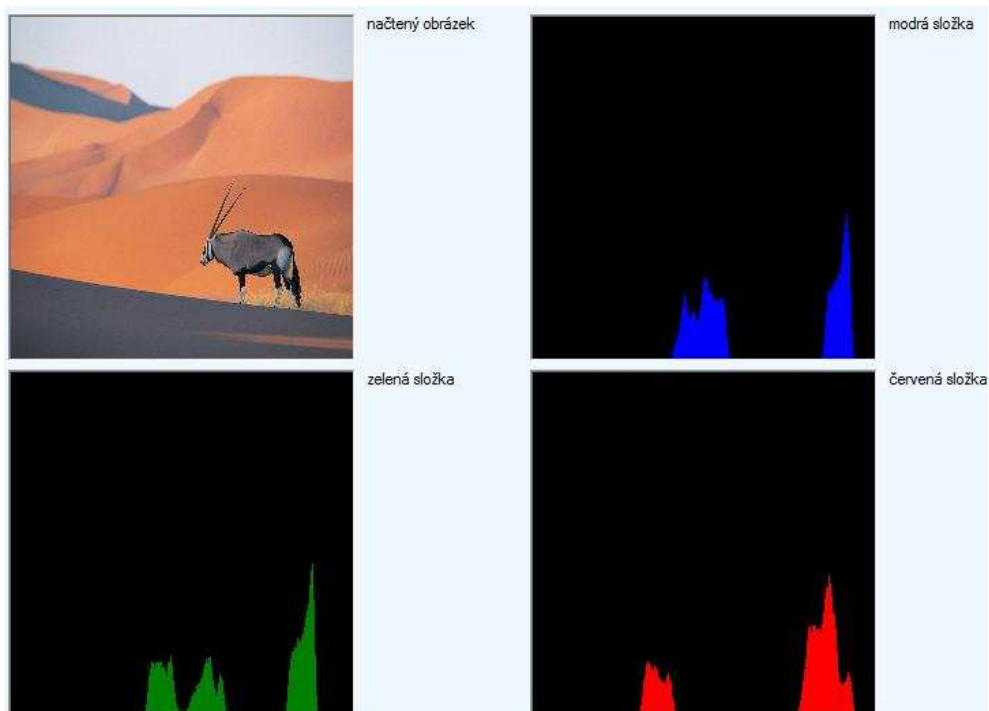 načtený obrázek
modrá složka
zelená složka
červená složka